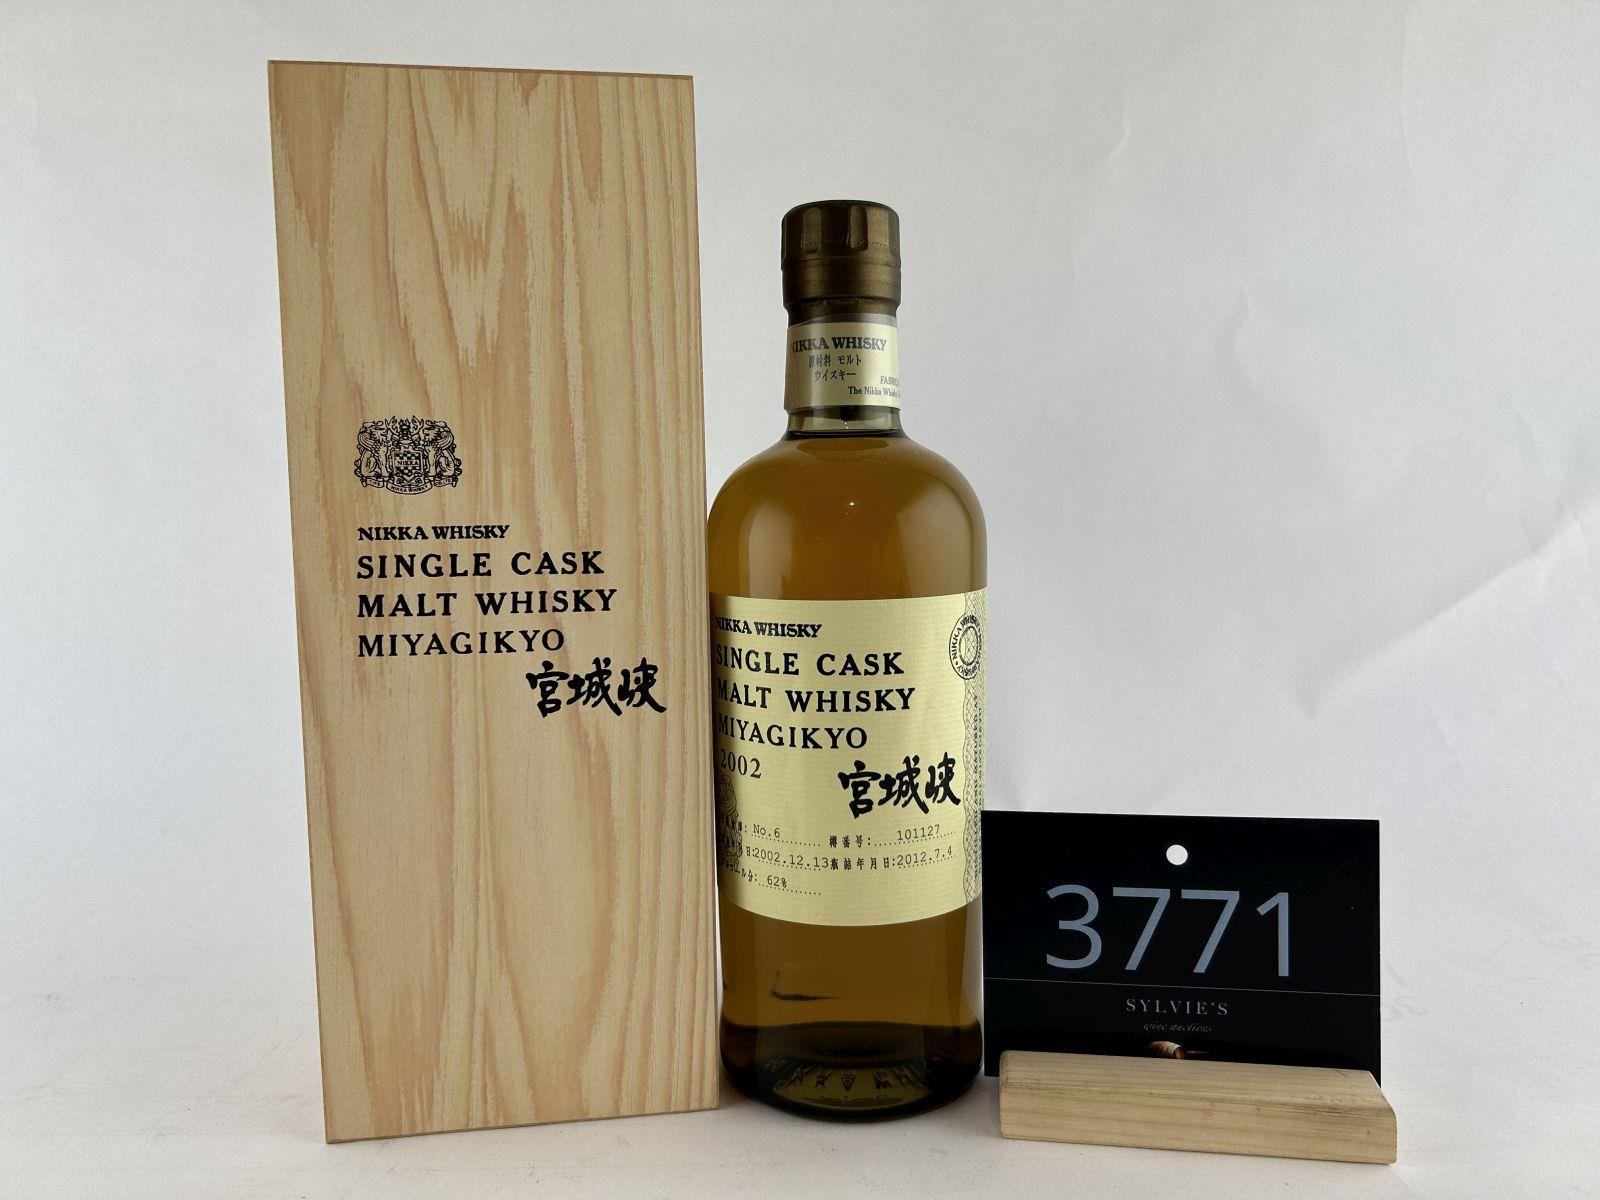 NIKKA
NIKKA WHISKY
SINGLE CASK
MALT WHISKY
MIYAGIKYO
宮城峡
NIKKA WHISKY
原材料 モルト
ウイスキー
The Nikka Whisky
NIKKA WHISKY
SINGLE CASK
MALT WHISKY
MIYAGIKYO
2002
宮城峡
No.6 樽番号: 101127
日:2002.12.13 瓶詰年月日:2012.7.4
62%
3771
SYLVIE'S
wine auctions